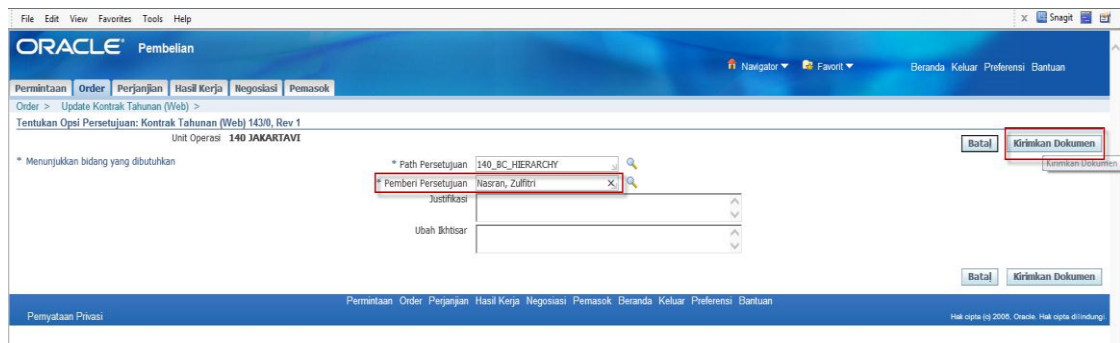 File Edit View Favorites Tools Help
x Snagit
ORACLE® Pembelian
Navigator Favorit
Beranda Keluar Preferensi Bantuan
Permintaan Order Perjanjian Hasil Kerja Negosiasi Pemasok
Order > Update Kontrak Tahunan (Web) >
Tentukan Opsi Persetujuan: Kontrak Tahunan (Web) 143/0, Rev 1
Unit Operasi 140 JAKARTAVI
Batal Kirimkan Dokumen
* Menunjukkan bidang yang dibutuhkan
* Path Persetujuan 140_BC_HIERARCHY
Kirimkan Dokumen
* Pemberi Persetujuan Nasran, Zulfitri x
Justifikasi
Ubah Ikhtisar
Batal Kirimkan Dokumen
Permintaan Order Perjanjian Hasil Kerja Negosiasi Pemasok Beranda Keluar Preferensi Bantuan
Pernyataan Privasi
Hak cipta (c) 2006, Oracle. Hak cipta dilindungi.